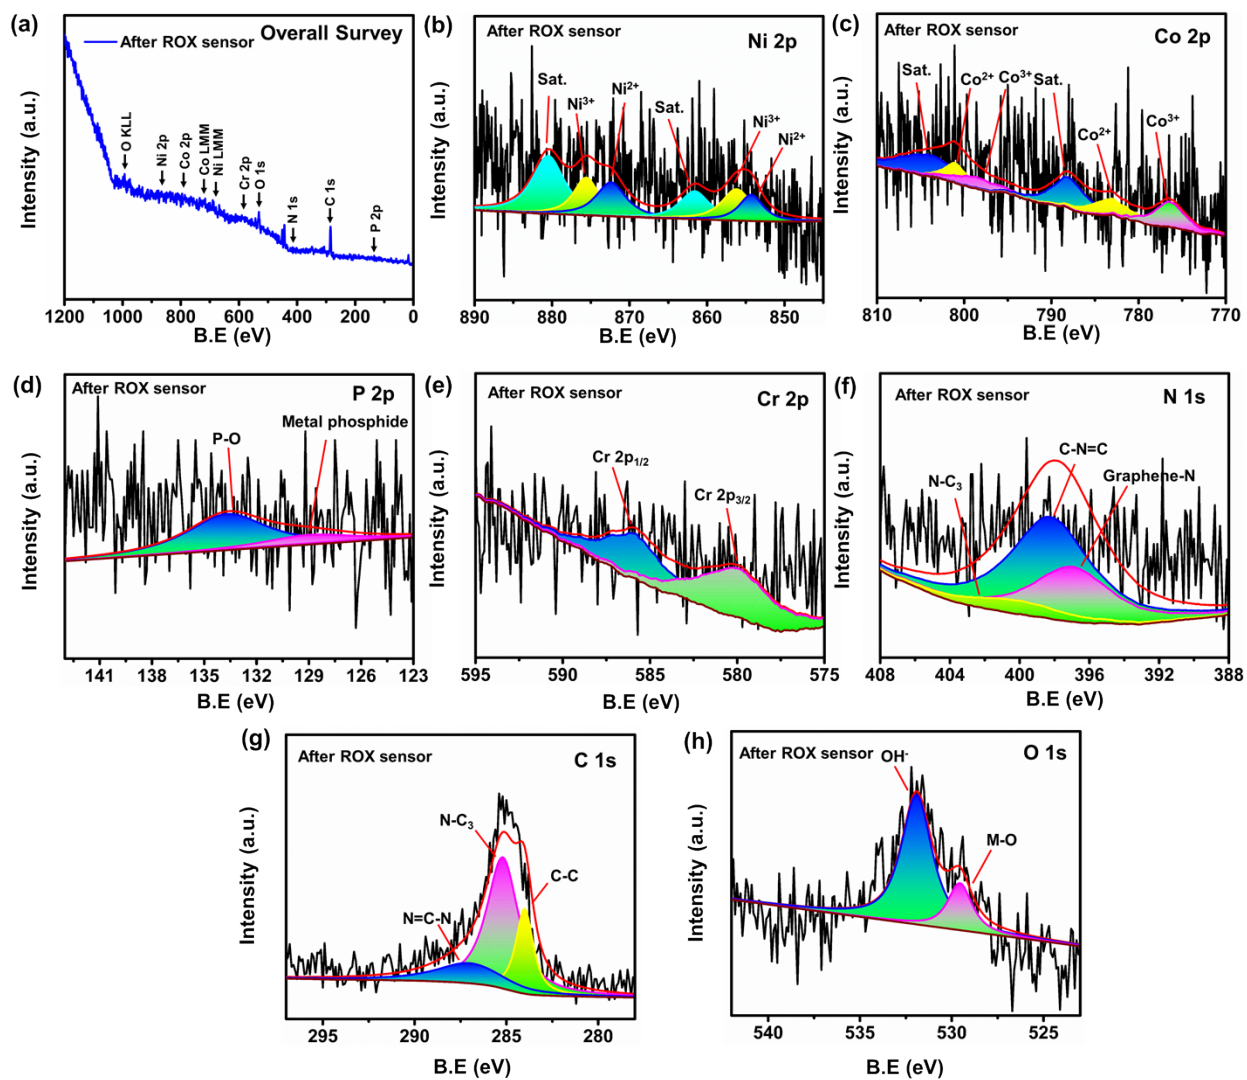 (a)
After ROX sensor
Overall Survey
O KLL
Ni 2p
Co 2p
Co LMM
Ni LMM
Cr 2p
O 1s
N 1s
C 1s
P 2p
Intensity (a.u.)
1200 1000 800 600 400 200 0
B.E (eV)
(b)
After ROX sensor
Ni 2p
Sat.
Ni3+
Ni2+
Sat.
Ni3+
Ni2+
Intensity (a.u.)
890 880 870 860 850
B.E (eV)
(c)
After ROX sensor
Co 2p
Sat.
Co2+
Co3+
Sat.
Co2+
Co3+
Intensity (a.u.)
810 800 790 780 770
B.E (eV)
(d)
After ROX sensor
P 2p
P-O
Metal phosphide
Intensity (a.u.)
141 138 135 132 129 126 123
B.E (eV)
(e)
After ROX sensor
Cr 2p
Cr 2p1/2
Cr 2p3/2
Intensity (a.u.)
595 590 585 580 575
B.E (eV)
(f)
After ROX sensor
N 1s
C-N=C
N-C3
Graphene-N
Intensity (a.u.)
408 404 400 396 392 388
B.E (eV)
(g)
After ROX sensor
C 1s
N-C3
C-C
N=C-N
Intensity (a.u.)
295 290 285 280
B.E (eV)
(h)
After ROX sensor
O 1s
OH-
M-O
Intensity (a.u.)
540 535 530 525
B.E (eV)